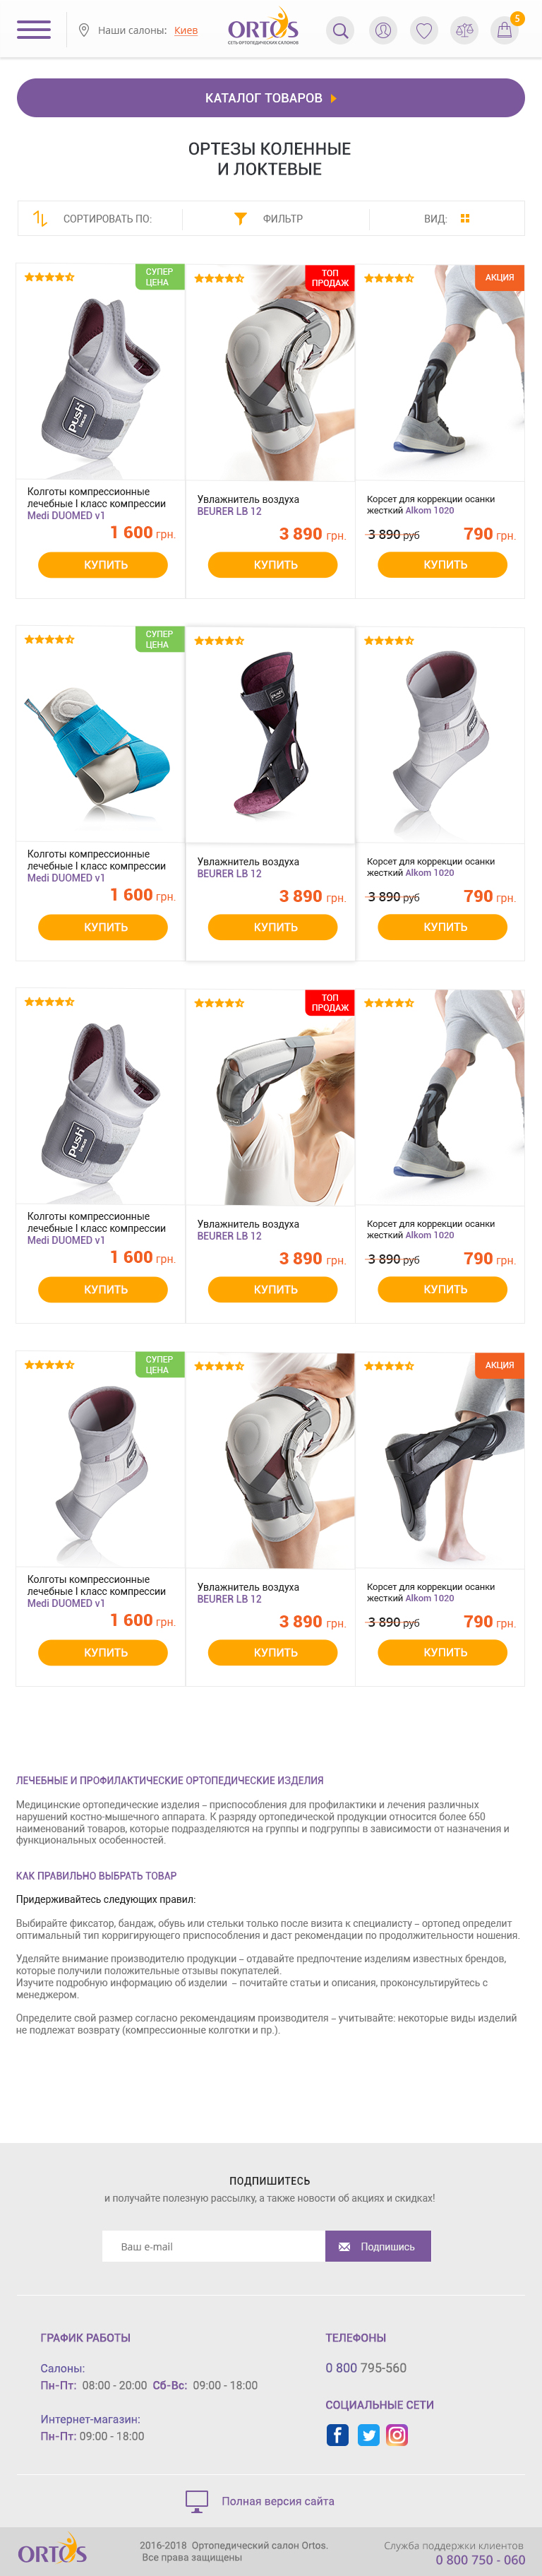 Наши салоны: Киев
ORTOS
СЕТЬ ОРТОПЕДИЧЕСКИХ САЛОНОВ
5
КАТАЛОГ ТОВАРОВ
ОРТЕЗЫ КОЛЕННЫЕ
И ЛОКТЕВЫЕ
СОРТИРОВАТЬ ПО:
ФИЛЬТР
ВИД:
СУПЕР
ЦЕНА
push
Колготы компрессионные
лечебные I класс компрессии
Medi DUOMED v1
1 600 грн.
КУПИТЬ
ТОП
ПРОДАЖ
Увлажнитель воздуха
BEURER LB 12
3 890 грн.
КУПИТЬ
АКЦИЯ
Корсет для коррекции осанки
жесткий Alkom 1020
3 890 руб
790 грн.
КУПИТЬ
СУПЕР
ЦЕНА
Колготы компрессионные
лечебные I класс компрессии
Medi DUOMED v1
1 600 грн.
КУПИТЬ
push
Увлажнитель воздуха
BEURER LB 12
3 890 грн.
КУПИТЬ
Корсет для коррекции осанки
жесткий Alkom 1020
3 890 руб
790 грн.
КУПИТЬ
push
Колготы компрессионные
лечебные I класс компрессии
Medi DUOMED v1
1 600 грн.
КУПИТЬ
ТОП
ПРОДАЖ
Увлажнитель воздуха
BEURER LB 12
3 890 грн.
КУПИТЬ
Корсет для коррекции осанки
жесткий Alkom 1020
3 890 руб
790 грн.
КУПИТЬ
СУПЕР
ЦЕНА
Колготы компрессионные
лечебные I класс компрессии
Medi DUOMED v1
1 600 грн.
КУПИТЬ
Увлажнитель воздуха
BEURER LB 12
3 890 грн.
КУПИТЬ
АКЦИЯ
Корсет для коррекции осанки
жесткий Alkom 1020
3 890 руб
790 грн.
КУПИТЬ
ЛЕЧЕБНЫЕ И ПРОФИЛАКТИЧЕСКИЕ ОРТОПЕДИЧЕСКИЕ ИЗДЕЛИЯ
Медицинские ортопедические изделия – приспособления для профилактики и лечения различных
нарушений костно-мышечного аппарата. К разряду ортопедической продукции относится более 650
наименований товаров, которые подразделяются на группы и подгруппы в зависимости от назначения и
функциональных особенностей.
КАК ПРАВИЛЬНО ВЫБРАТЬ ТОВАР
Придерживайтесь следующих правил:
Выбирайте фиксатор, бандаж, обувь или стельки только после визита к специалисту – ортопед определит
оптимальный тип корригирующего приспособления и даст рекомендации по продолжительности ношения.
Уделяйте внимание производителю продукции – отдавайте предпочтение изделиям известных брендов,
которые получили положительные отзывы покупателей.
Изучите подробную информацию об изделии – почитайте статьи и описания, проконсультируйтесь с
менеджером.
Определите свой размер согласно рекомендациям производителя – учитывайте: некоторые виды изделий
не подлежат возврату (компрессионные колготки и пр.).
ПОДПИШИТЕСЬ
и получайте полезную рассылку, а также новости об акциях и скидках!
Ваш e-mail
Подпишись
ГРАФИК РАБОТЫ
Салоны:
Пн-Пт: 08:00 - 20:00 Сб-Вс: 09:00 - 18:00
Интернет-магазин:
Пн-Пт: 09:00 - 18:00
ТЕЛЕФОНЫ
0 800 795-560
СОЦИАЛЬНЫЕ СЕТИ
Полная версия сайта
ORTOS
2016-2018 Ортопедический салон Ortos.
Все права защищены
Служба поддержки клиентов
0 800 750 - 060